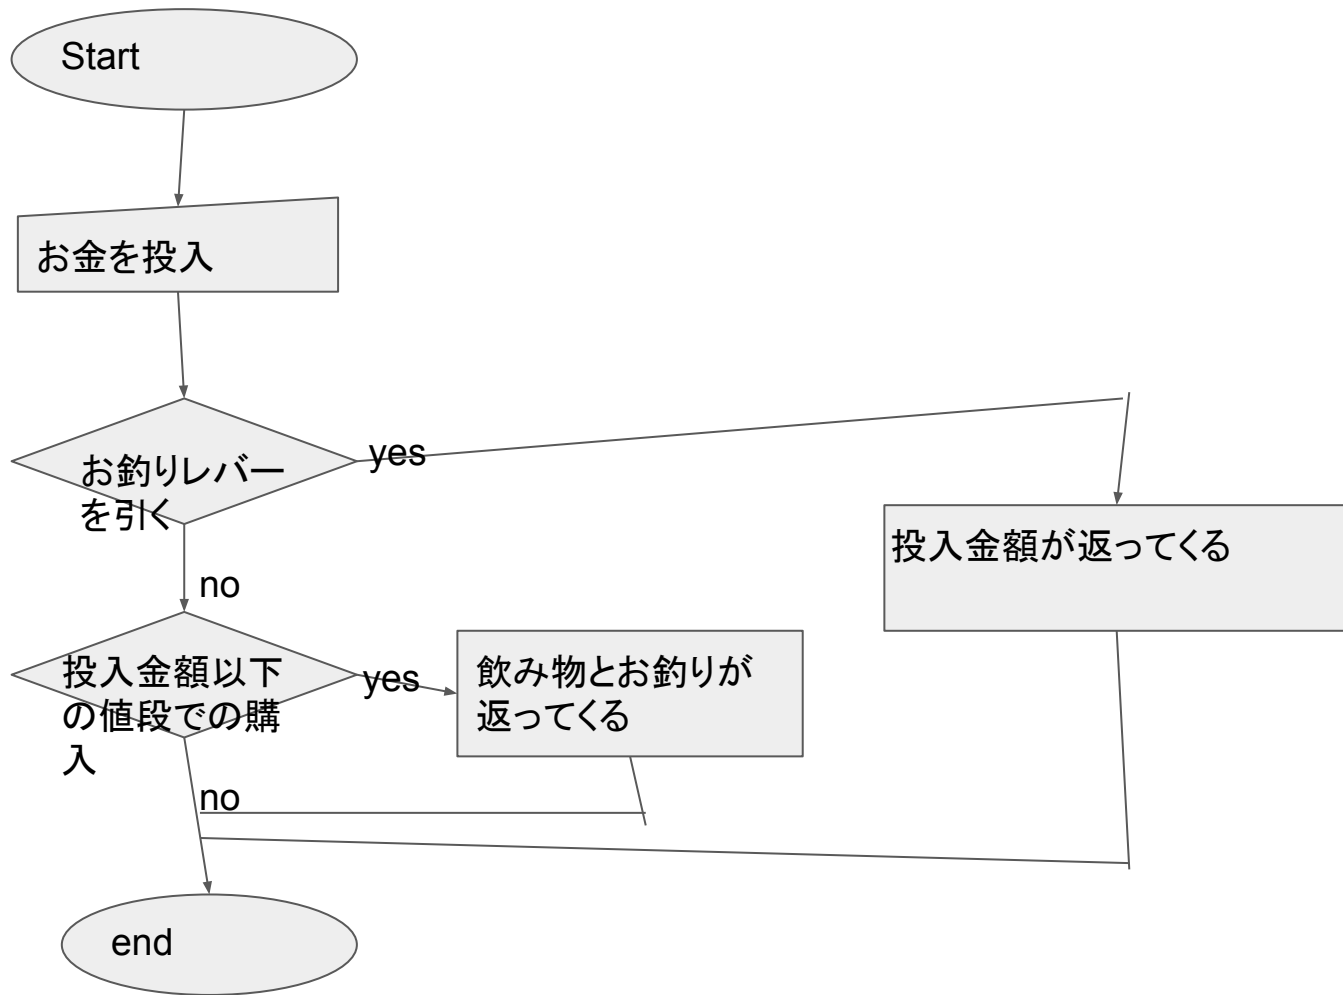 Start
お金を投入
お釣りレバー
を引く
yes
投入金額が返ってくる
no
投入金額以下
の値段での購
入
yes
飲み物とお釣りが
返ってくる
no
end